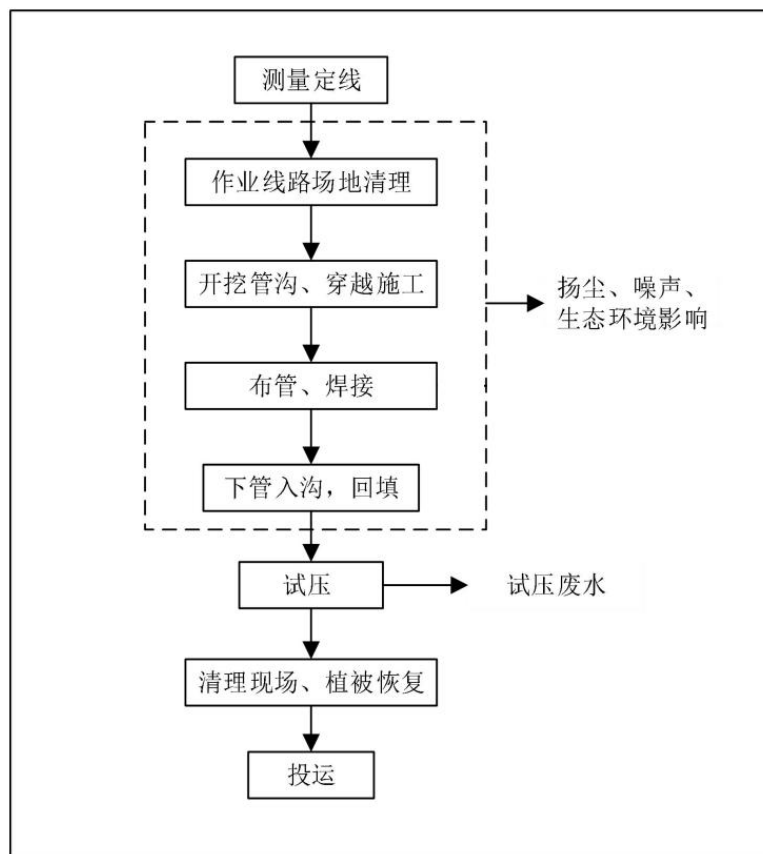 测量定线
作业线路场地清理
开挖管沟、穿越施工
扬尘、噪声、
生态环境影响
布管、焊接
下管入沟，回填
试压
试压废水
清理现场、植被恢复
投运